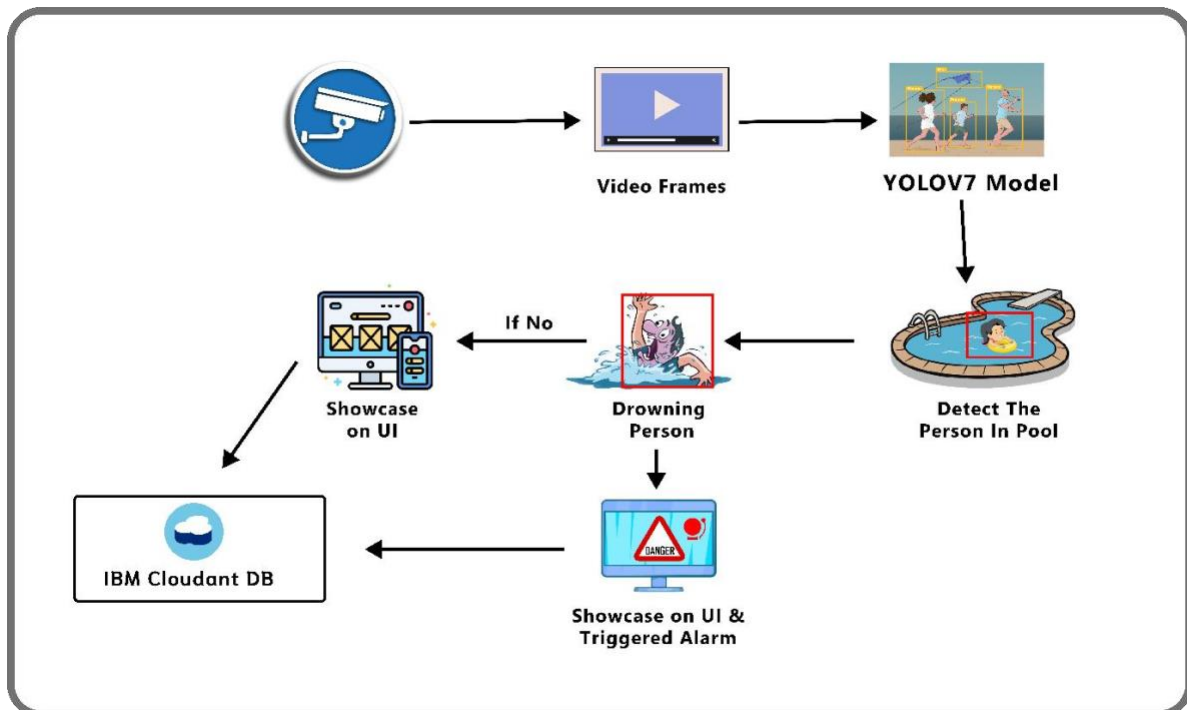 Video Frames
YOLOV7 Model
If No
Showcase
on UI
Drowning
Person
Detect The
Person In Pool
DANGER
IBM Cloudant DB
Showcase on UI &
Triggered Alarm